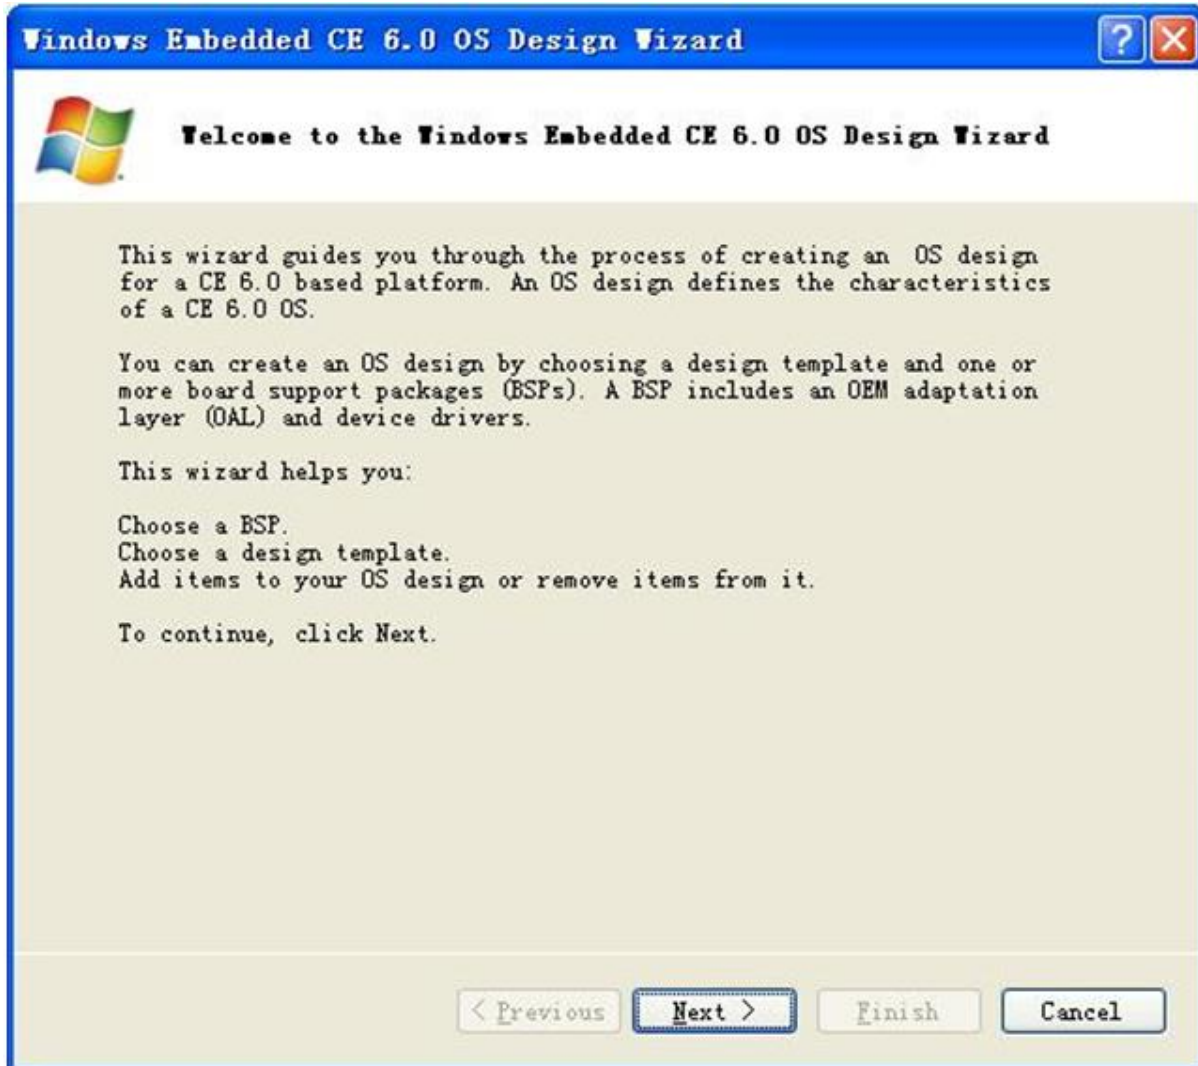 Windows Embedded CE 6.0 OS Design Wizard
Welcome to the Windows Embedded CE 6.0 OS Design Wizard
This wizard guides you through the process of creating an  OS design
for a CE 6.0 based platform. An OS design defines the characteristics
of a CE 6.0 OS.
You can create an OS design by choosing a design template and one or
more board support packages (BSPs). A BSP includes an OEM adaptation
layer (OAL) and device drivers.
This wizard helps you:
Choose a BSP.
Choose a design template.
Add items to your OS design or remove items from it.
To continue, click Next.
< Previous Next > Finish Cancel